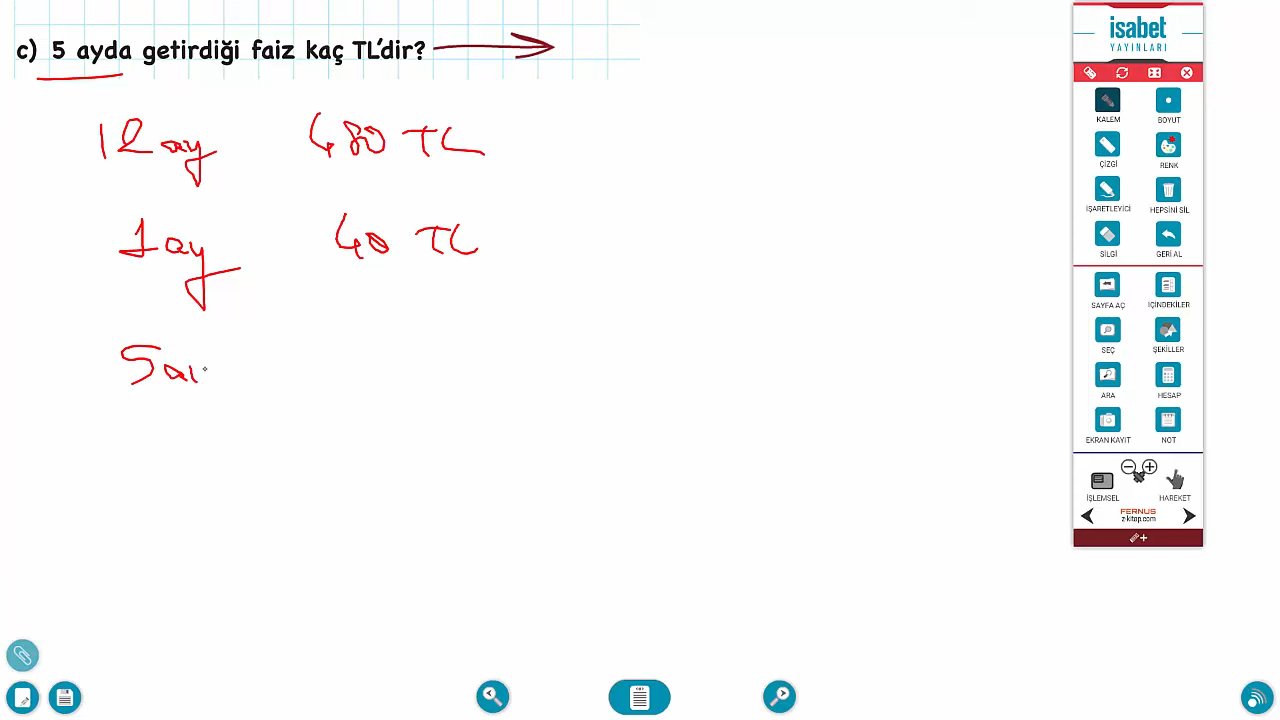 c) 5 ayda getirdiği faiz kaç TL'dir?
12 ay 480 TL
1 ay 40 TL
5 a
isabet
YAYINLARI
KALEM BOYUT
ÇİZGİ RENK
İŞARETLEYİCİ HEPSİNİ SİL
SİLGİ GERİ AL
SAYFA AÇ İÇİNDEKİLER
SEÇ ŞEKİLLER
ARA HESAP
EKRAN KAYIT NOT
İŞLEMSEL HAREKET
FERNUS
z-kitap.com